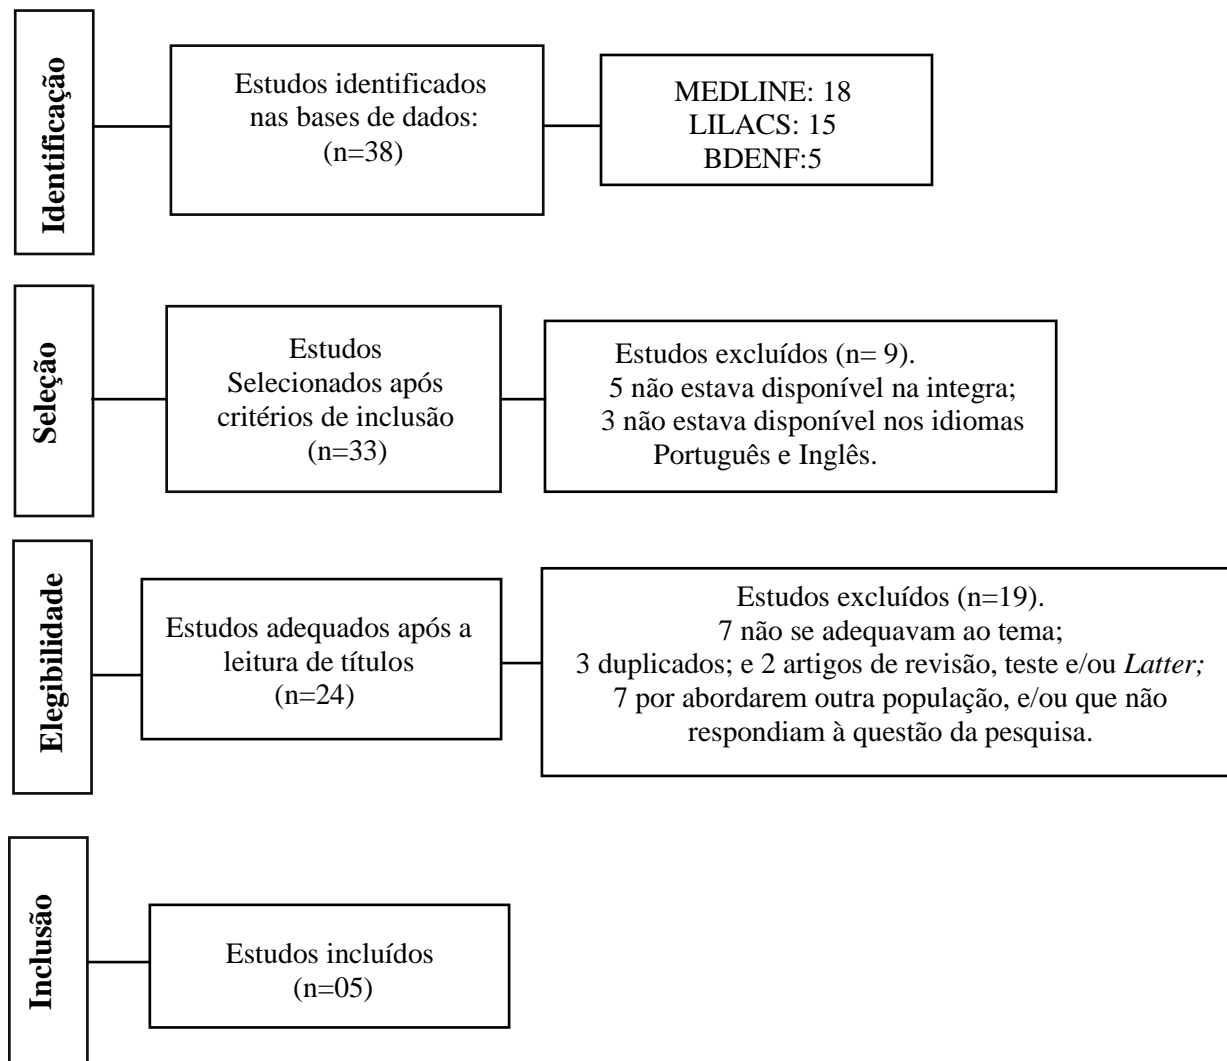 Identificação
Estudos identificados
nas bases de dados:
(n=38)
MEDLINE: 18
LILACS: 15
BDENF:5
Seleção
Estudos
Selecionados após
critérios de inclusão
(n=33)
Estudos excluídos (n= 9).
5 não estava disponível na integra;
3 não estava disponível nos idiomas
Português e Inglês.
Elegibilidade
Estudos adequados após a
leitura de títulos
(n=24)
Estudos excluídos (n=19).
7 não se adequavam ao tema;
3 duplicados; e 2 artigos de revisão, teste e/ou Latter;
7 por abordarem outra população, e/ou que não
respondiam à questão da pesquisa.
Inclusão
Estudos incluídos
(n=05)